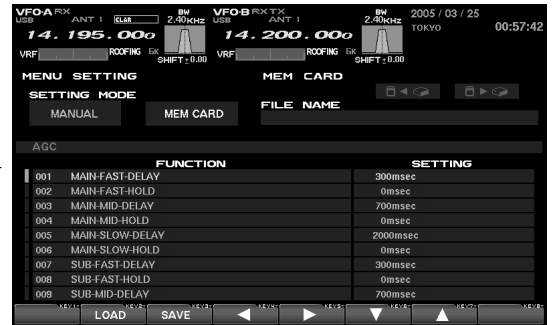 VFO-A RX BW VFO-B RX TX BW 2005 / 03 / 25
USB ANT 1 CLAR 2.40KHz USB ANT 1 2.40KHz TOKYO 00:57:42
14. 195. 000 14. 200. 000
VRF ROOFING 6K SHIFT ± 0.00 VRF ROOFING 6K SHIFT ± 0.00
MENU SETTING MEM CARD
SETTING MODE
MANUAL MEM CARD FILE NAME
AGC
FUNCTION SETTING
001 MAIN-FAST-DELAY 300msec
002 MAIN-FAST-HOLD 0msec
003 MAIN-MID-DELAY 700msec
004 MAIN-MID-HOLD 0msec
005 MAIN-SLOW-DELAY 2000msec
006 MAIN-SLOW-HOLD 0msec
007 SUB-FAST-DELAY 300msec
008 SUB-FAST-HOLD 0msec
009 SUB-MID-DELAY 700msec
LOAD SAVE